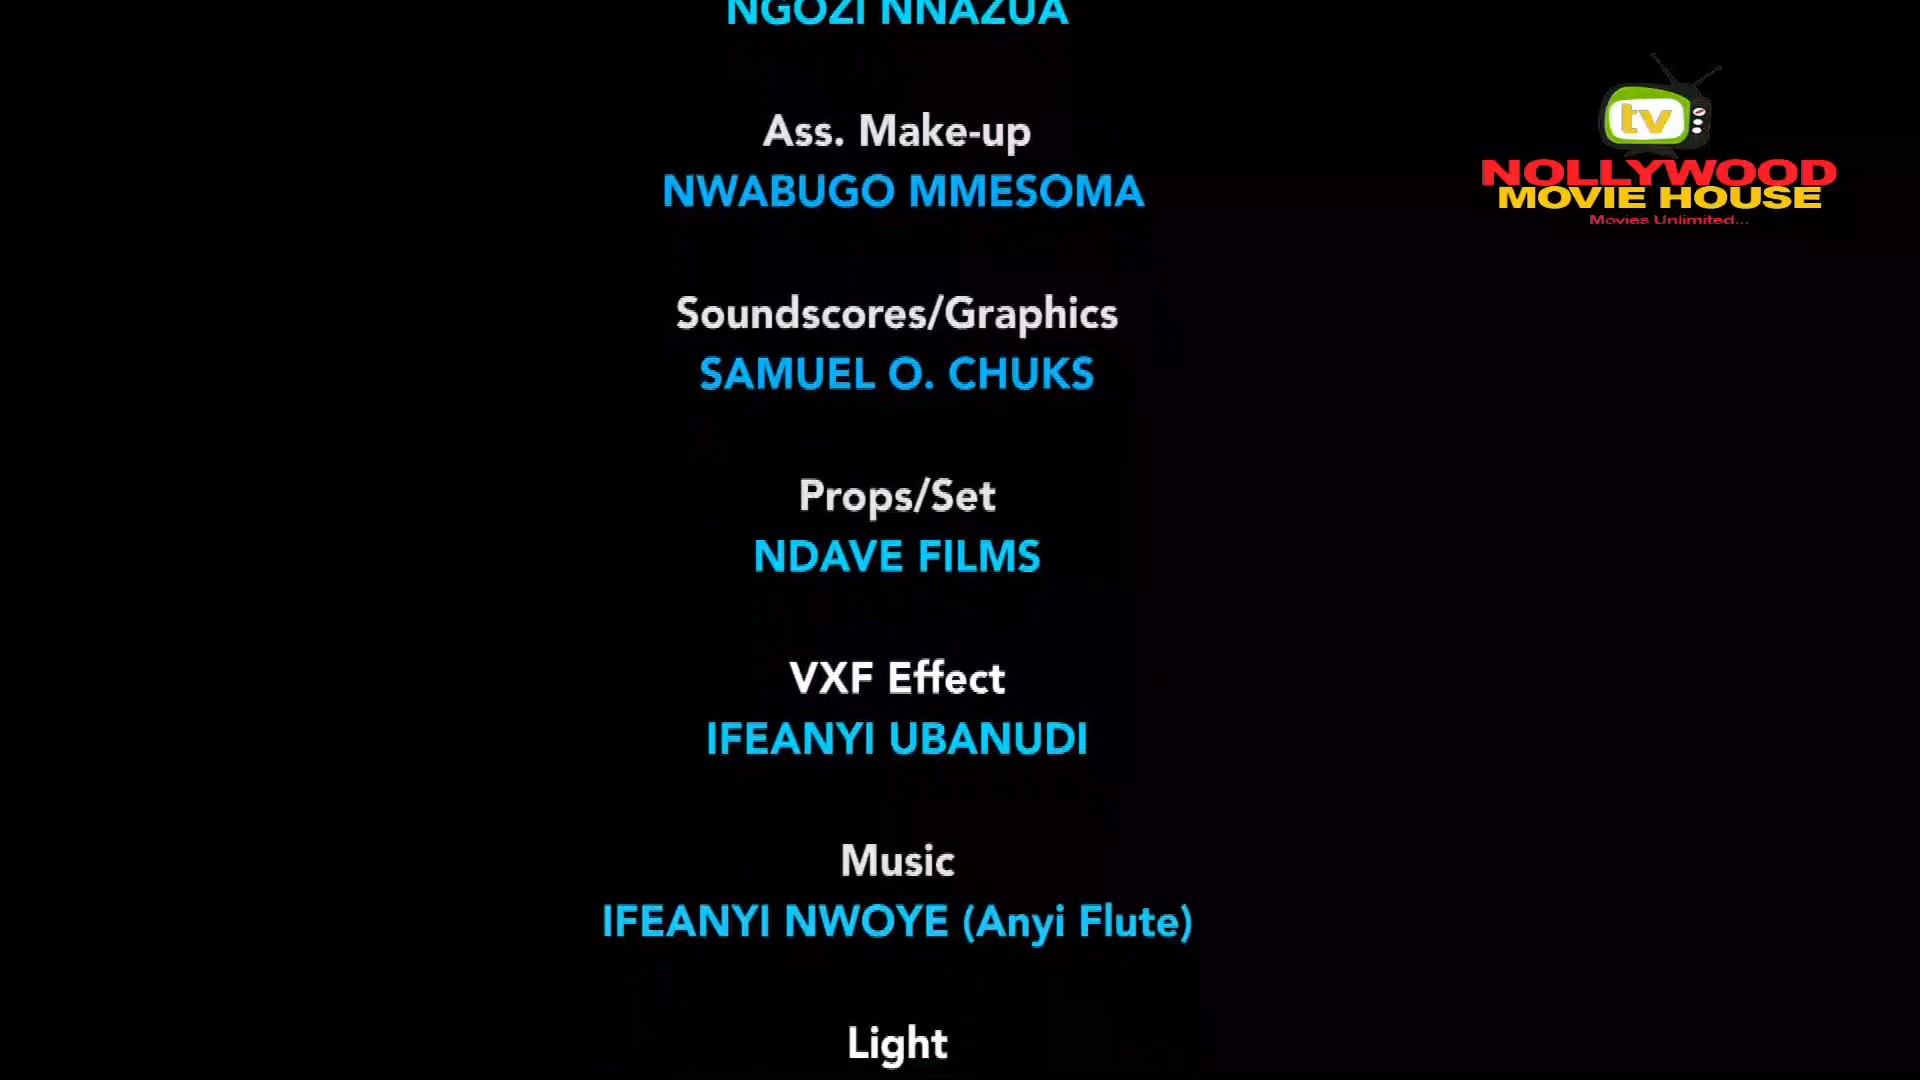 NGOZI NNAZUA
Ass. Make-up
NWABUGO MMESOMA
Soundscores/Graphics
SAMUEL O. CHUKS
Props/Set
NDAVE FILMS
VXF Effect
IFEANYI UBANUDI
Music
IFEANYI NWOYE (Anyi Flute)
Light
tv
NOLLYWOOD
MOVIE HOUSE
Movies Unlimited...